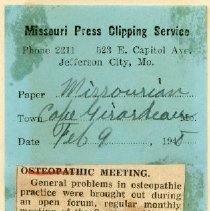 Missouri Press Clipping Service
Phone 2211 523 E. Capitol Ave.
Jefferson City, Mo.
Paper Missourian
Town Cape Girardeau Mo.
Date Feb 9 1945
OSTEOPATHIC MEETING.
General problems in osteopathic
practice were brought out during
an open forum, regular monthly